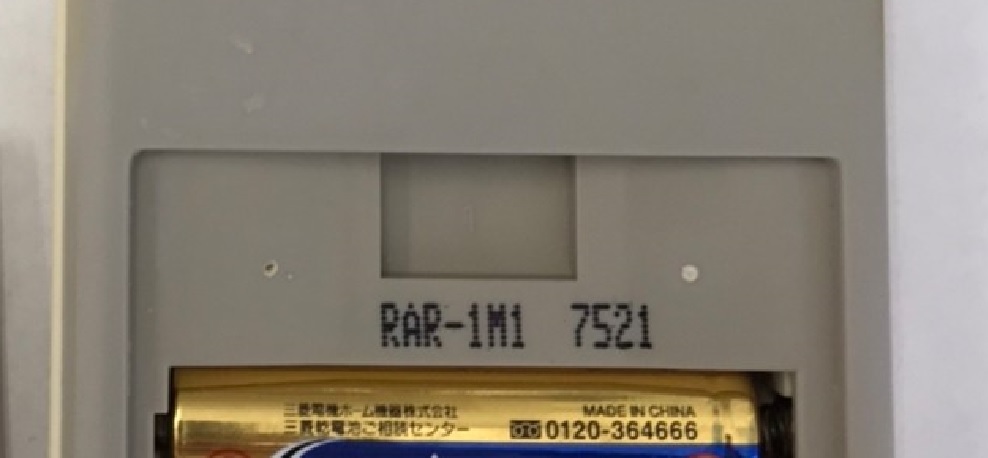 RAR-1M1 7521
三菱電機ホーム機器株式会社
三菱乾電池ご相談センター
MADE IN CHINA
0120-364666